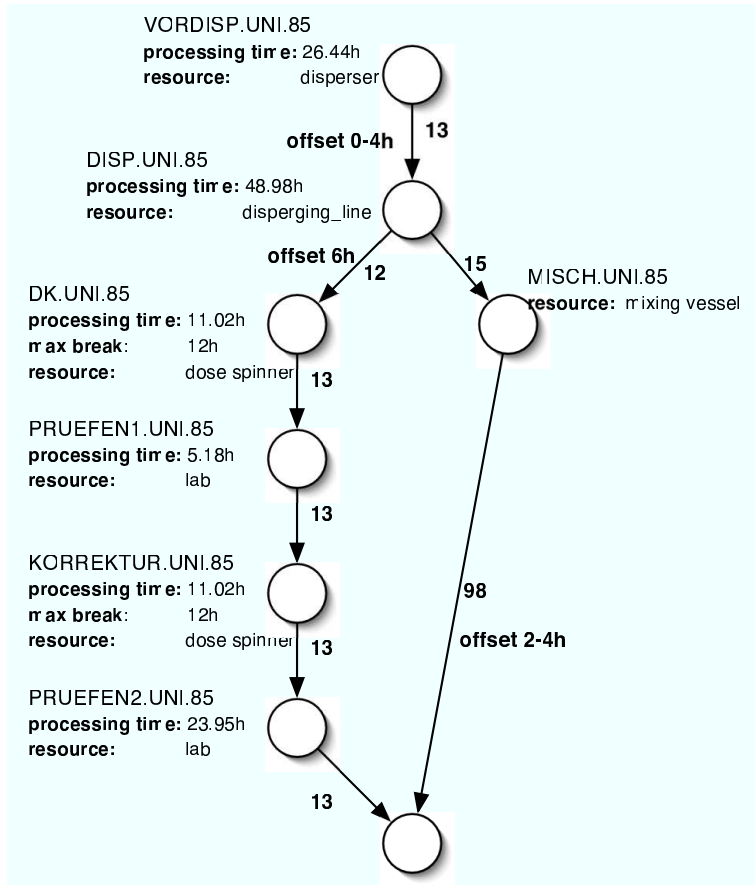 VORDISP.UNI.85
processing time: 26.44h
resource: disperser
13
offset 0-4h
DISP.UNI.85
processing time: 48.98h
resource: disperging_line
offset 6h
12
15
MISCH.UNI.85
resource: mixing vessel
DK.UNI.85
processing time: 11.02h
max break: 12h
resource: dose spinner
13
PRUEFEN1.UNI.85
processing time: 5.18h
resource: lab
13
KORREKTUR.UNI.85
processing time: 11.02h
max break: 12h
resource: dose spinner
13
98
offset 2-4h
PRUEFEN2.UNI.85
processing time: 23.95h
resource: lab
13